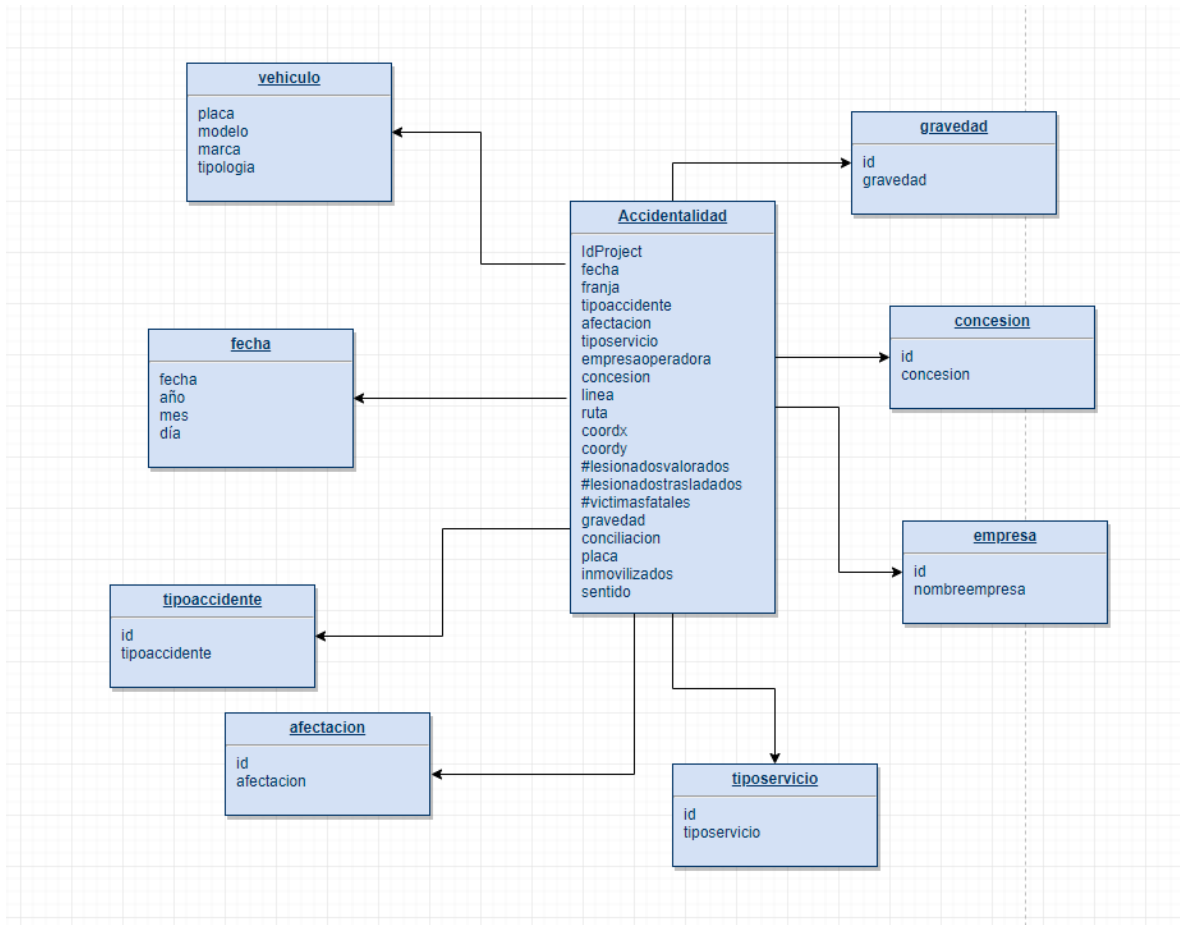 vehiculo
placa
modelo
marca
tipologia
gravedad
id
gravedad
Accidentalidad
IdProject
fecha
franja
tipoaccidente
afectacion
tiposervicio
empresaoperadora
concesion
linea
ruta
coordx
coordy
#lesionadosvalorados
#lesionadostrasladados
#victimasfatales
gravedad
conciliacion
placa
inmovilizados
sentido
concesion
id
concesion
fecha
fecha
año
mes
día
empresa
id
nombreempresa
tipoaccidente
id
tipoaccidente
afectacion
id
afectacion
tiposervicio
id
tiposervicio